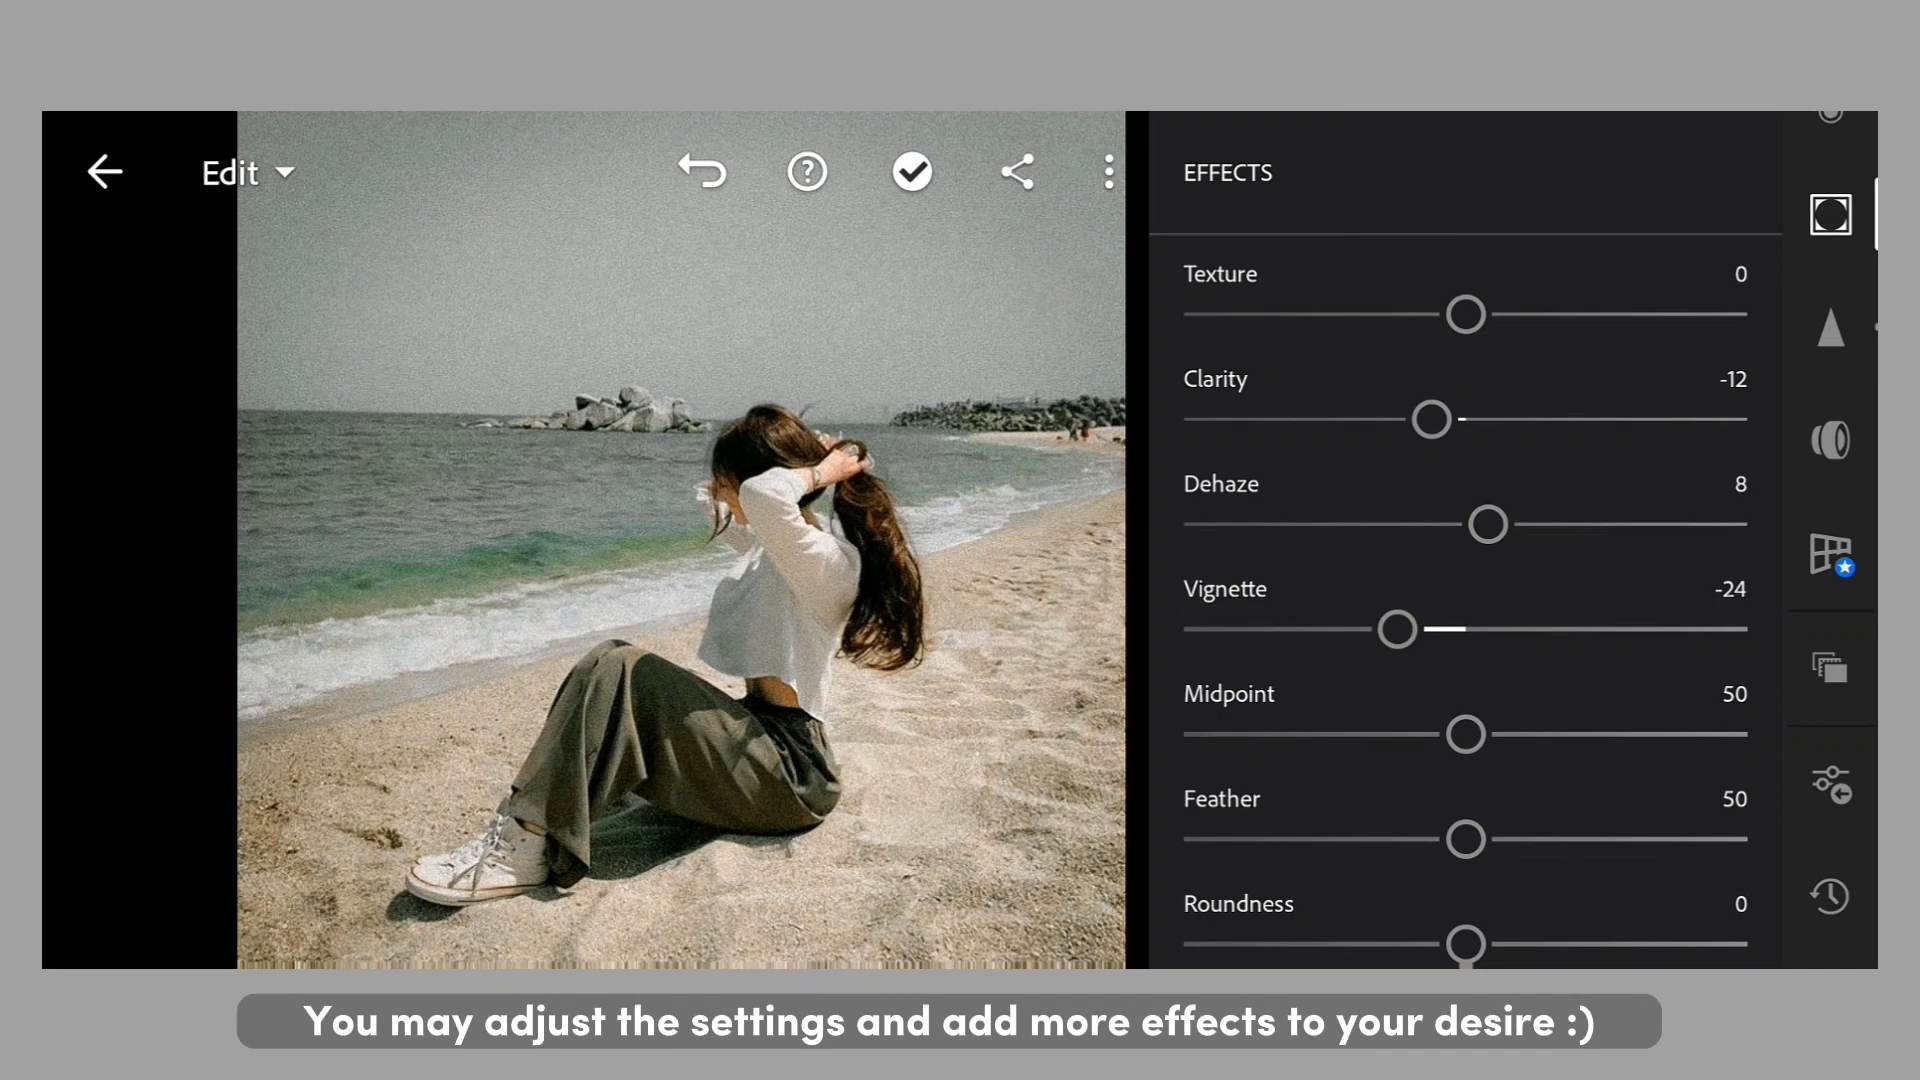 Edit
EFFECTS
Texture 0
Clarity -12
Dehaze 8
Vignette -24
Midpoint 50
Feather 50
Roundness 0
You may adjust the settings and add more effects to your desire :)